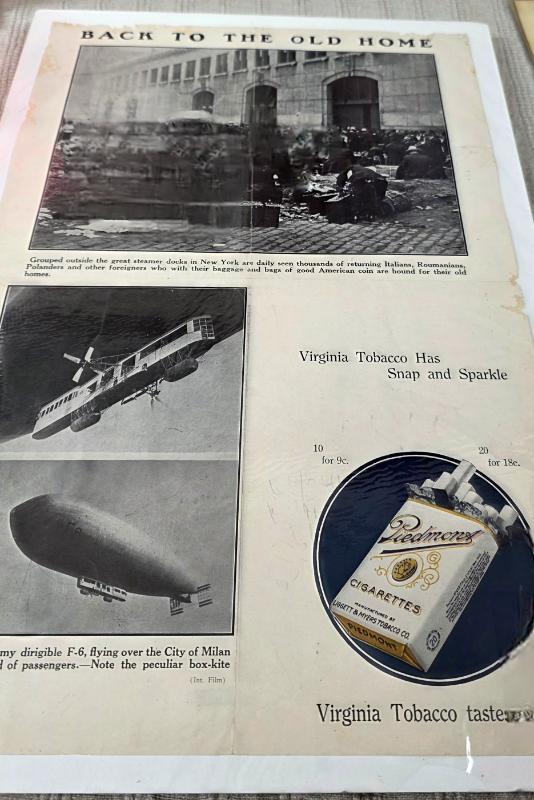 BACK TO THE OLD HOME
Grouped outside the great steamer docks in New York are daily seen thousands of returning Italians, Roumanians,
Polanders and other foreigners who with their baggage and bags of good American coin are bound for their old
homes.
my dirigible F-6, flying over the City of Milan
d of passengers.—Note the peculiar box-kite
(Int. Film)
Virginia Tobacco Has
Snap and Sparkle
10
for 9c.
20
for 18c.
Piedmont
CIGARETTES
MANUFACTURED BY
LIGGETT & MYERS TOBACCO CO.
PIEDMONT
20
Virginia Tobacco taste